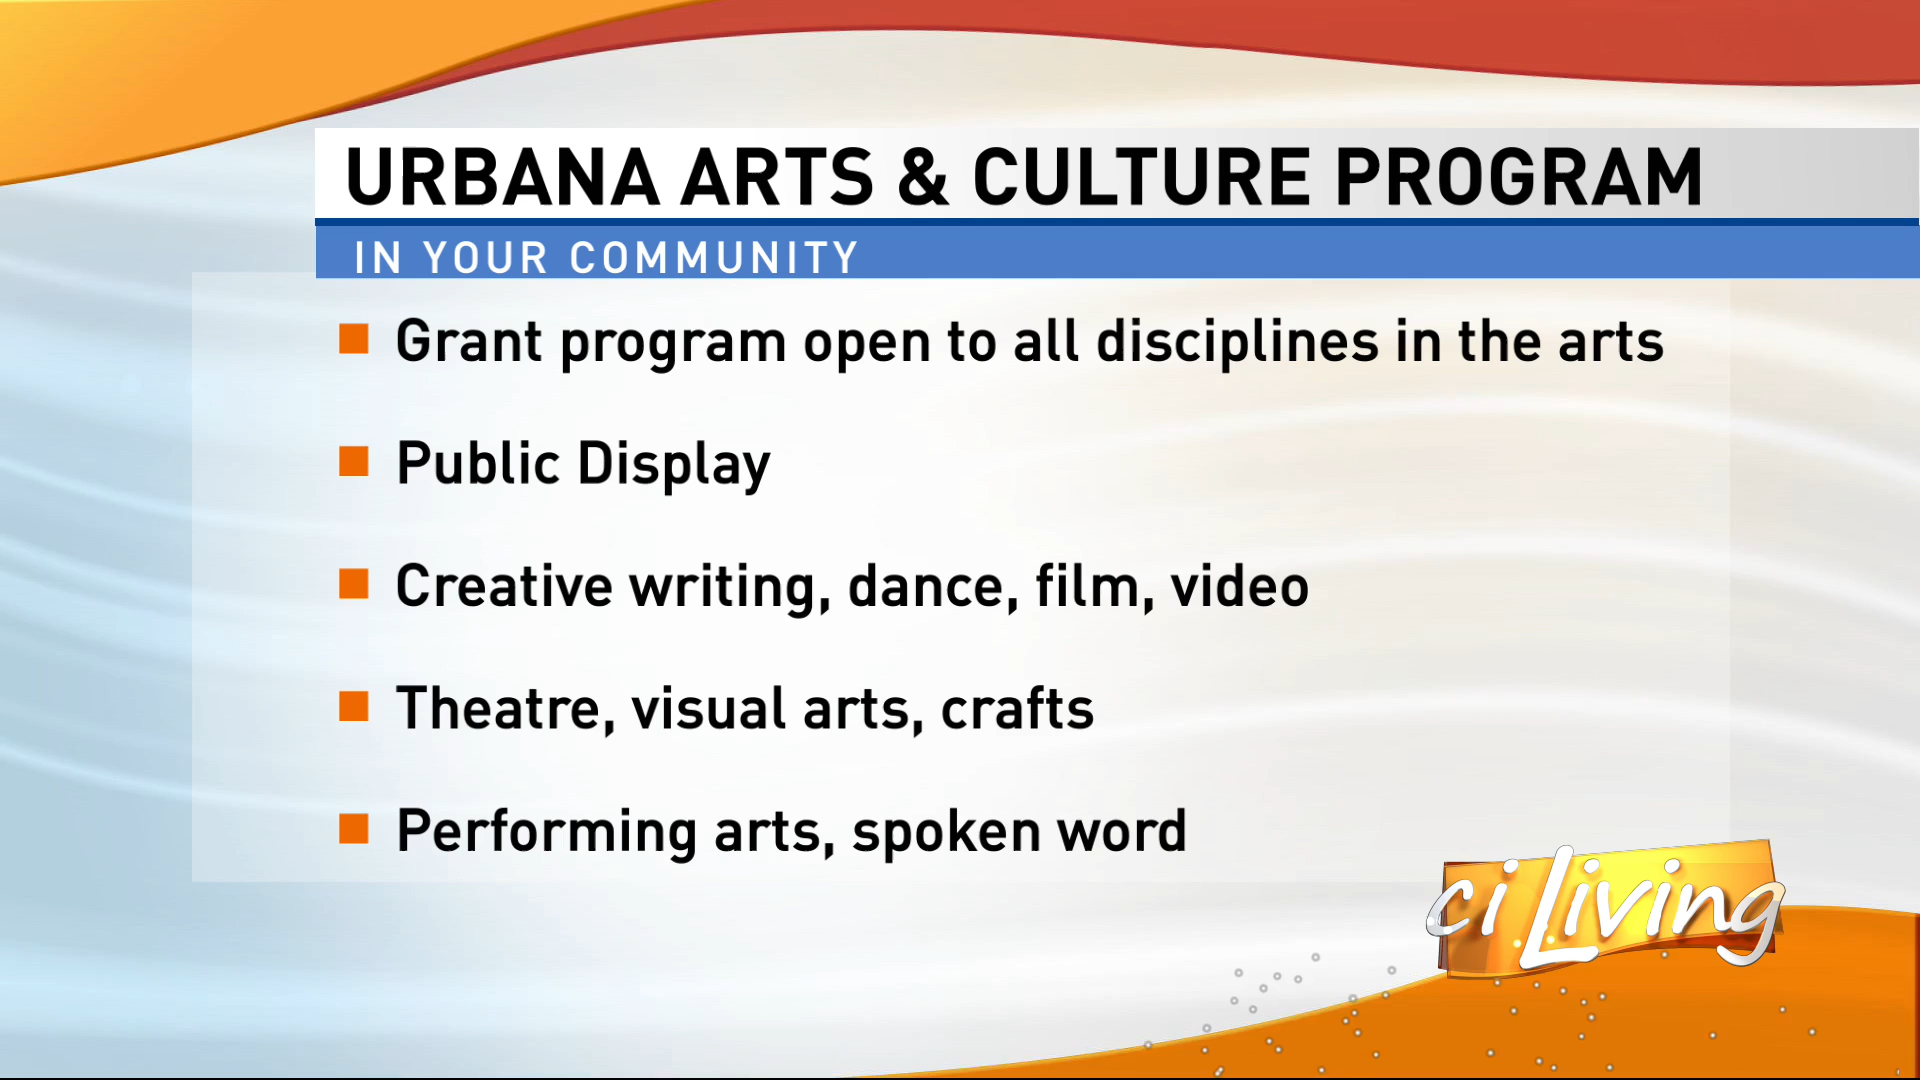 URBANA ARTS & CULTURE PROGRAM
IN YOUR COMMUNITY
Grant program open to all disciplines in the arts
Public Display
Creative writing, dance, film, video
Theatre, visual arts, crafts
Performing arts, spoken word
ci Living